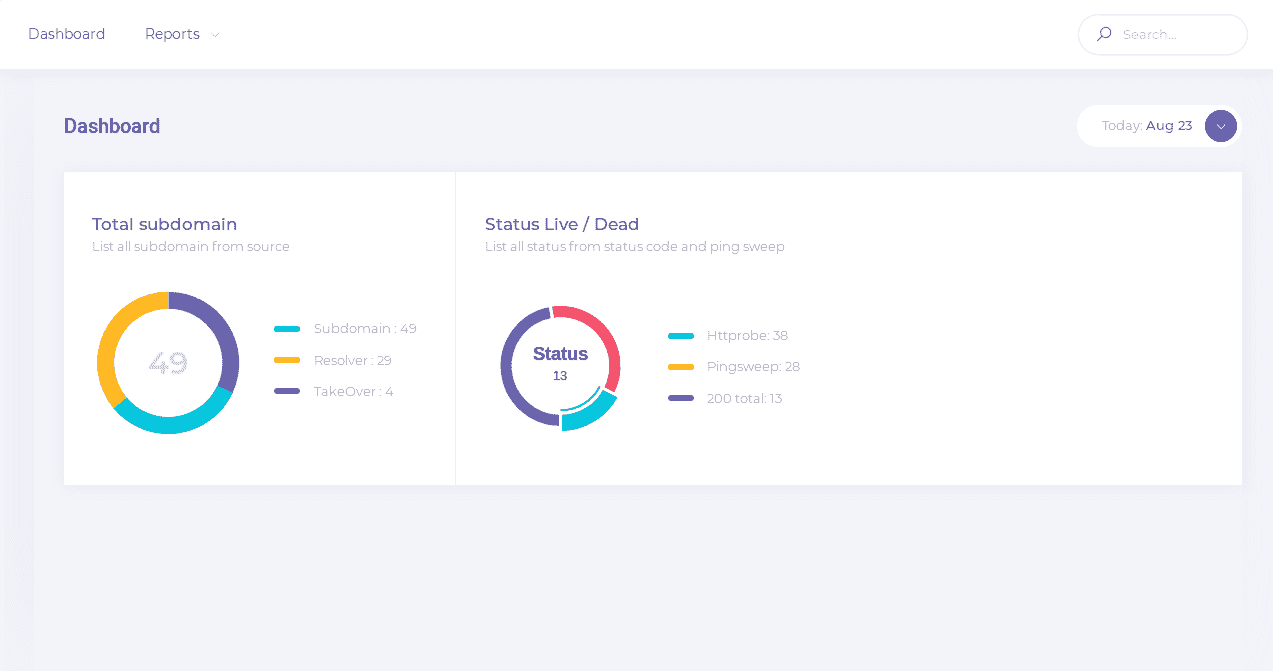 Dashboard
Reports
Search...
Dashboard
Today: Aug 23
Total subdomain
List all subdomain from source
49
Subdomain : 49
Resolver : 29
TakeOver : 4
Status Live / Dead
List all status from status code and ping sweep
Status
13
Httprobe: 38
Pingsweep: 28
200 total: 13